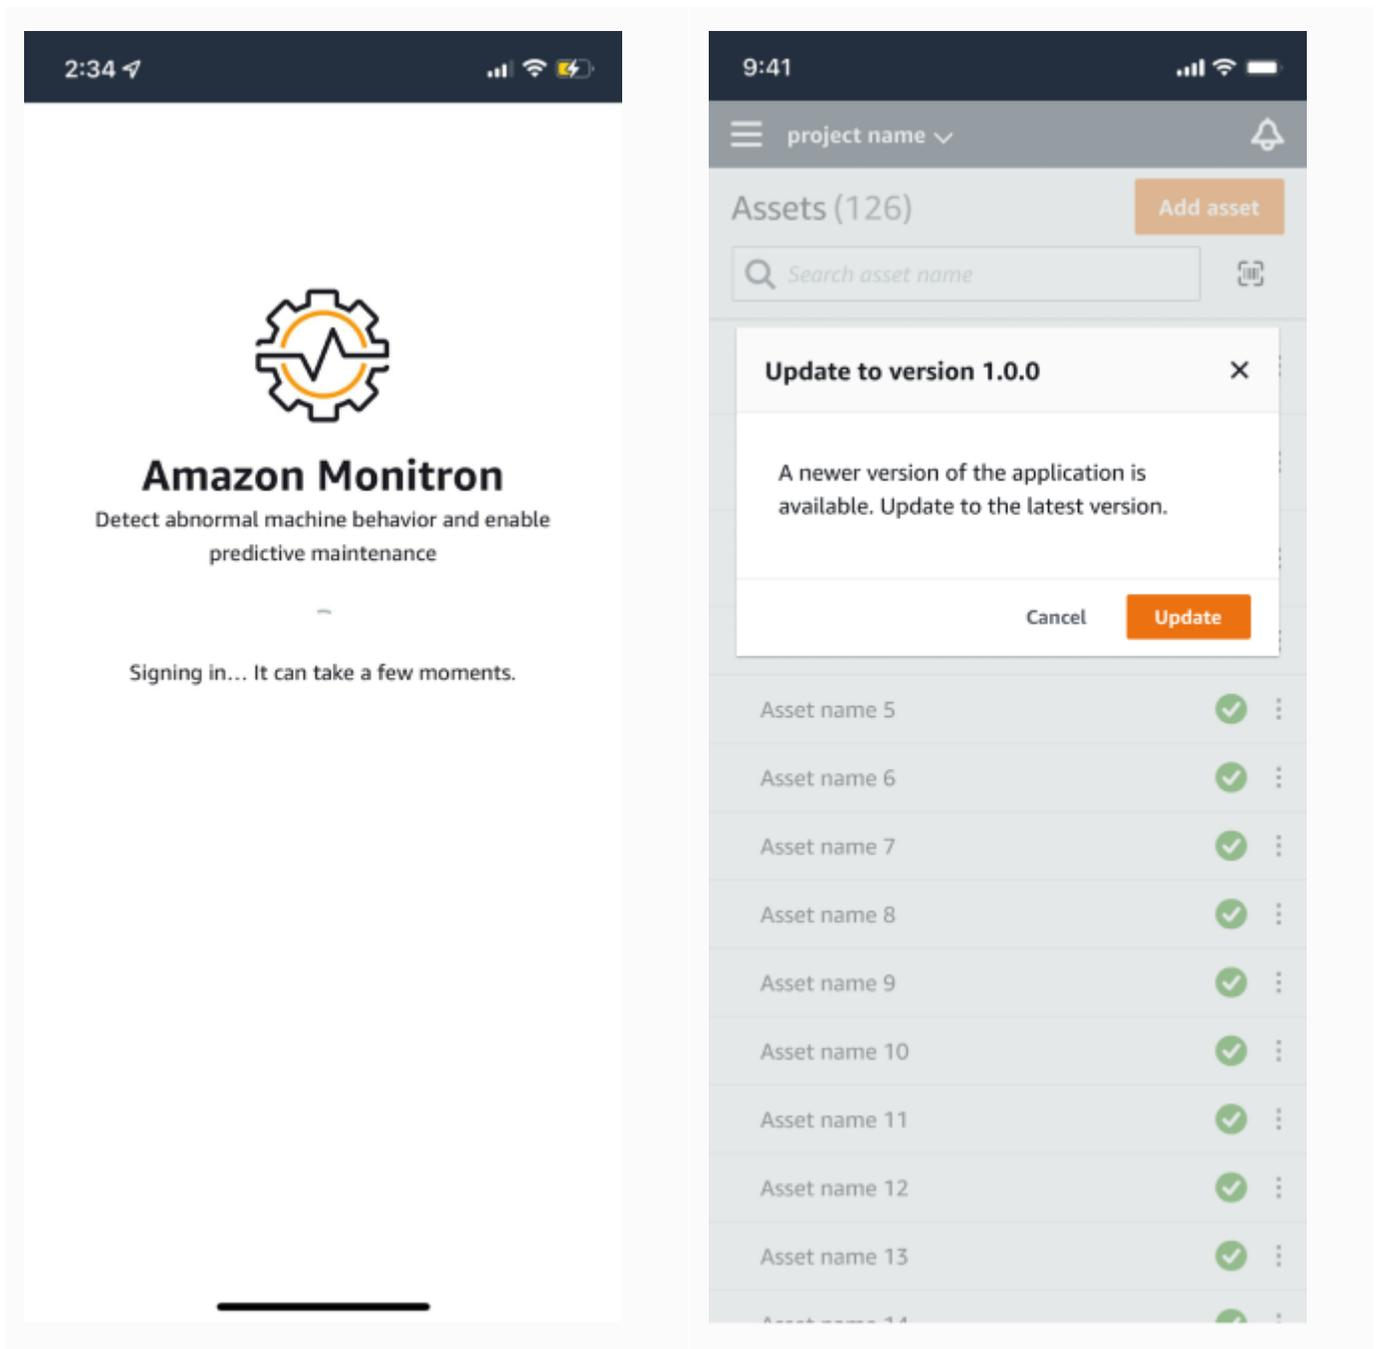 2:34
Amazon Monitron
Detect abnormal machine behavior and enable
predictive maintenance
Signing in... It can take a few moments.
9:41
project name
Assets (126)
Add asset
Search asset name
Update to version 1.0.0
A newer version of the application is
available. Update to the latest version.
Cancel
Update
Asset name 5
Asset name 6
Asset name 7
Asset name 8
Asset name 9
Asset name 10
Asset name 11
Asset name 12
Asset name 13
Asset name 14